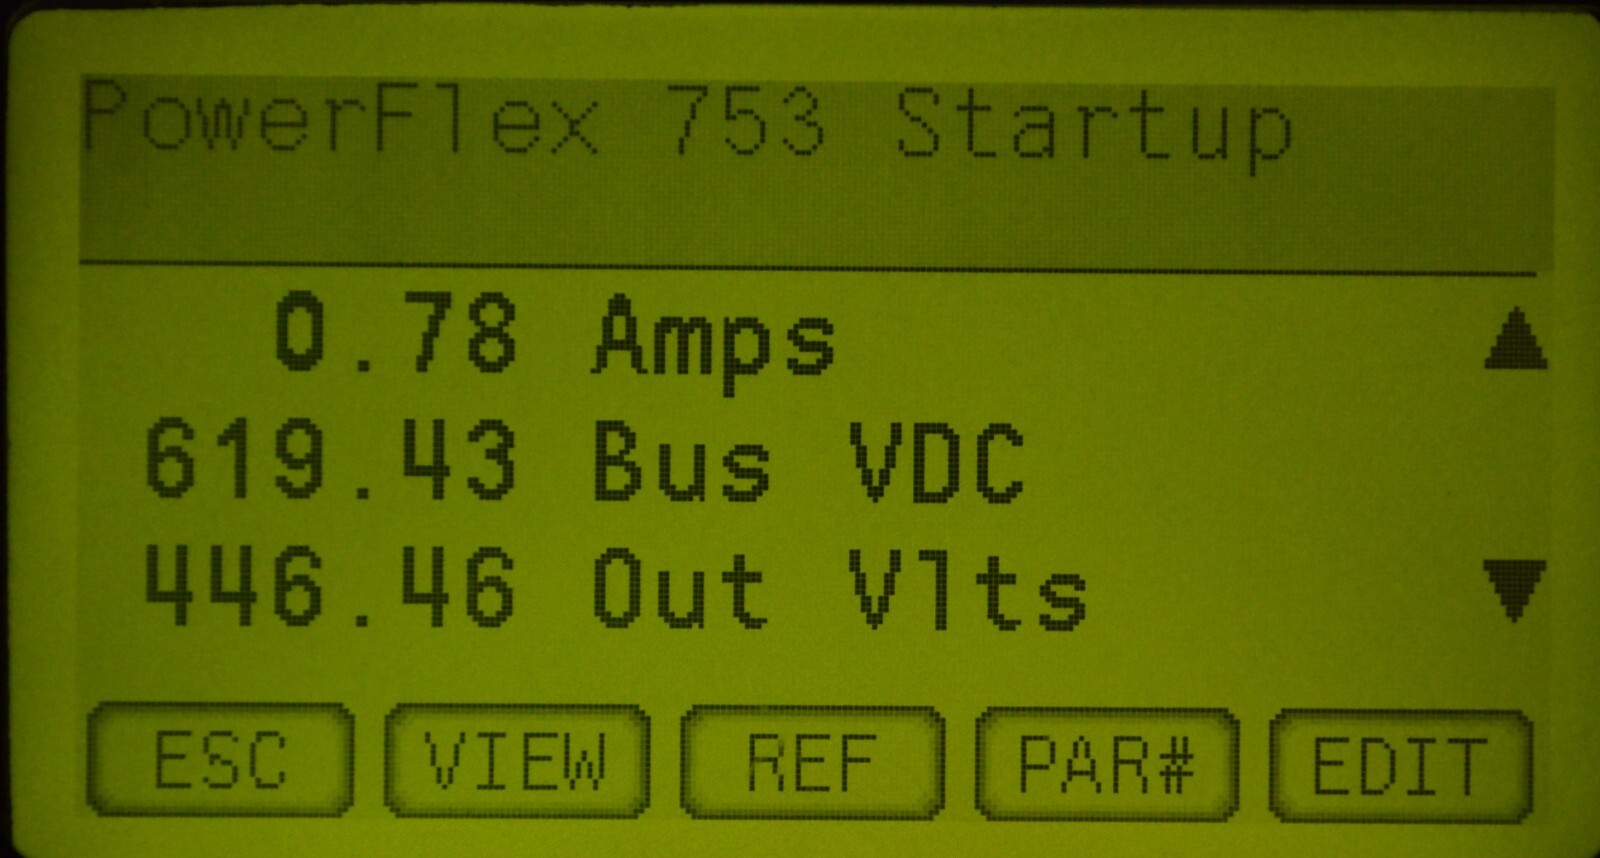 PowerFlex 753 Startup
0.78 Amps
619.43 Bus VDC
446.46 Out Vlts
ESC VIEW REF PAR# EDIT